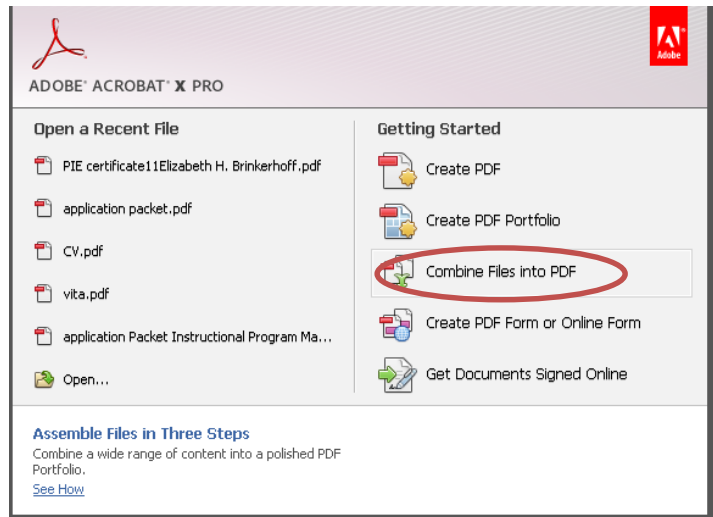 Adobe
ADOBE® ACROBAT® X PRO
Open a Recent File
PIE certificate11Elizabeth H. Brinkerhoff.pdf
application packet.pdf
CV.pdf
vita.pdf
application Packet Instructional Program Ma...
Open...
Getting Started
Create PDF
Create PDF Portfolio
Combine Files into PDF
Create PDF Form or Online Form
Get Documents Signed Online
Assemble Files in Three Steps
Combine a wide range of content into a polished PDF
Portfolio.
See How